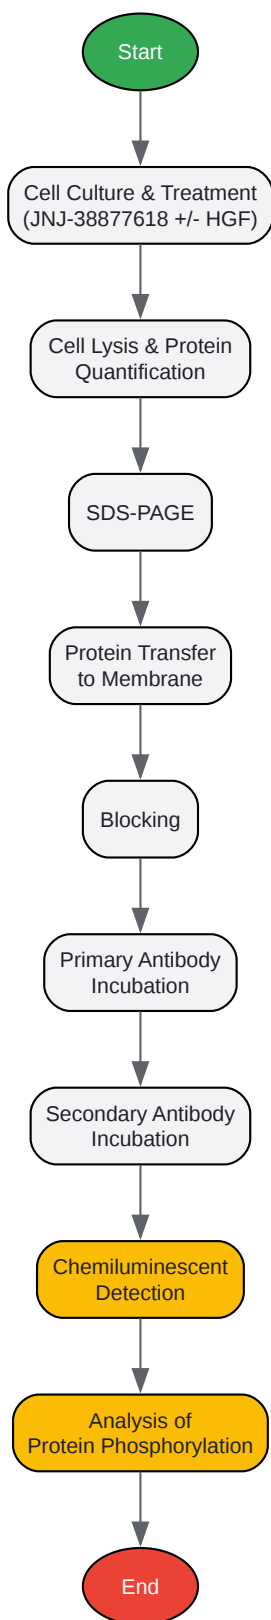 Start
Cell Culture & Treatment
(JNJ-38877618 +/- HGF)
Cell Lysis & Protein
Quantification
SDS-PAGE
Protein Transfer
to Membrane
Blocking
Primary Antibody
Incubation
Secondary Antibody
Incubation
Chemiluminescent
Detection
Analysis of
Protein Phosphorylation
End